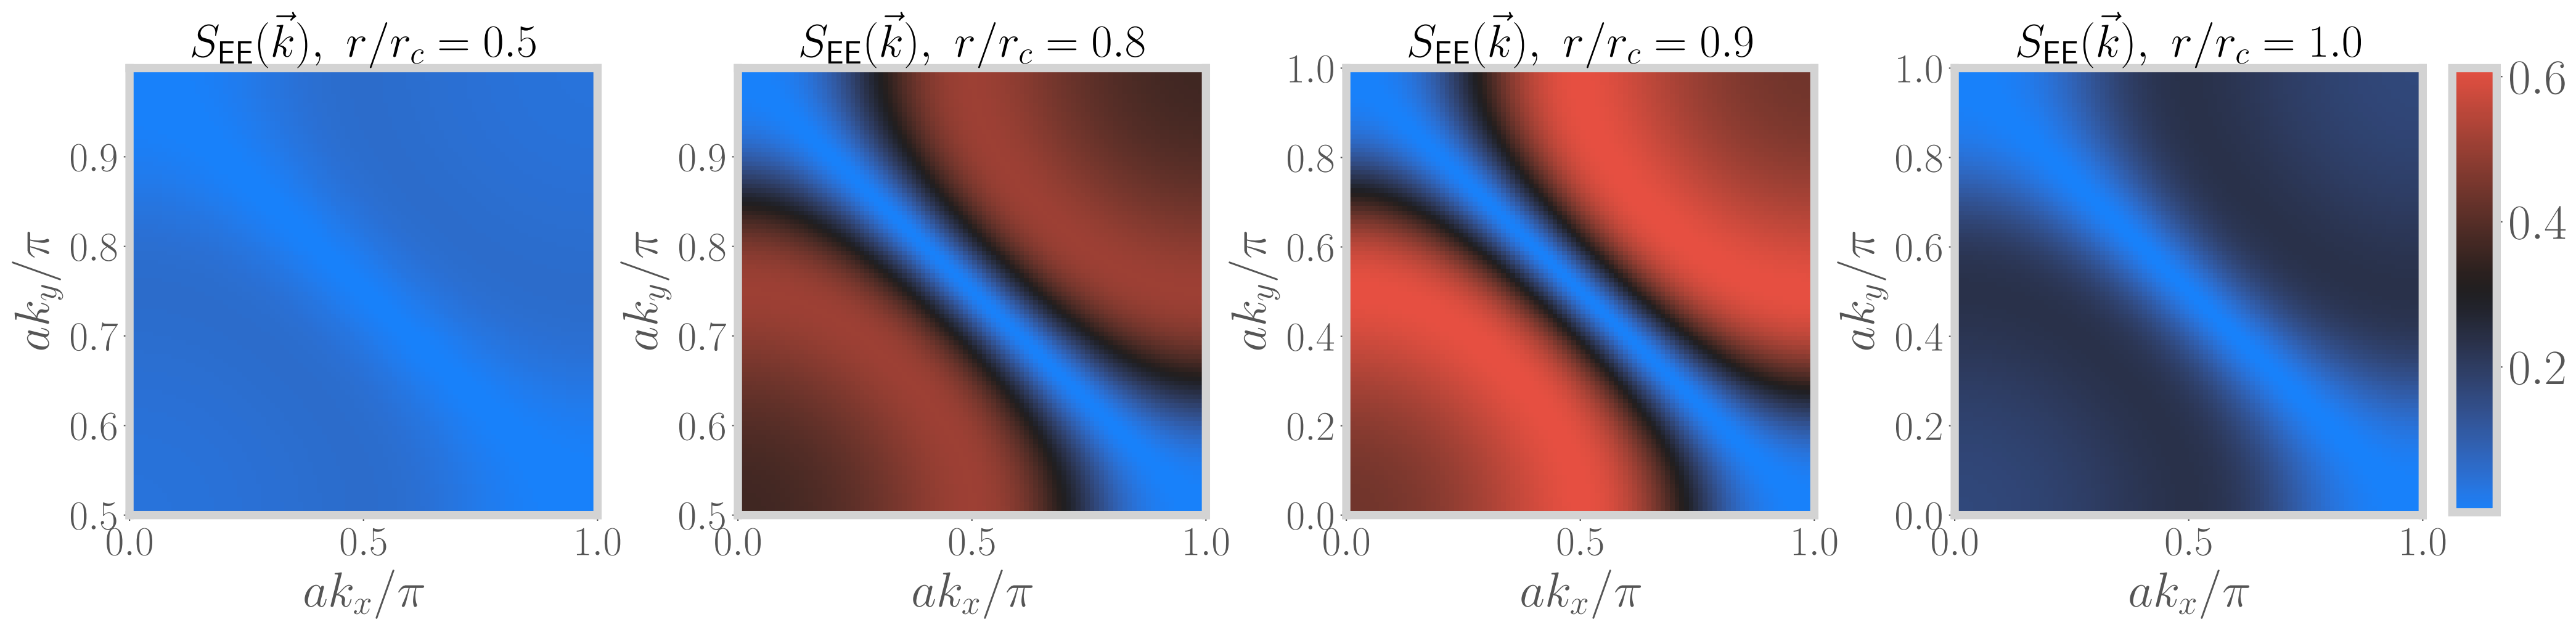 S_EE(k⃗), r/r_c = 0.5
S_EE(k⃗), r/r_c = 0.8
S_EE(k⃗), r/r_c = 0.9
S_EE(k⃗), r/r_c = 1.0
ak_y/π
0.9
0.8
0.7
0.6
0.5
0.0 0.5 1.0
ak_x/π
ak_y/π
0.9
0.8
0.7
0.6
0.5
0.0 0.5 1.0
ak_x/π
ak_y/π
1.0
0.8
0.6
0.4
0.2
0.0
0.0 0.5 1.0
ak_x/π
ak_y/π
1.0
0.8
0.6
0.4
0.2
0.0
0.0 0.5 1.0
ak_x/π
0.6
0.4
0.2